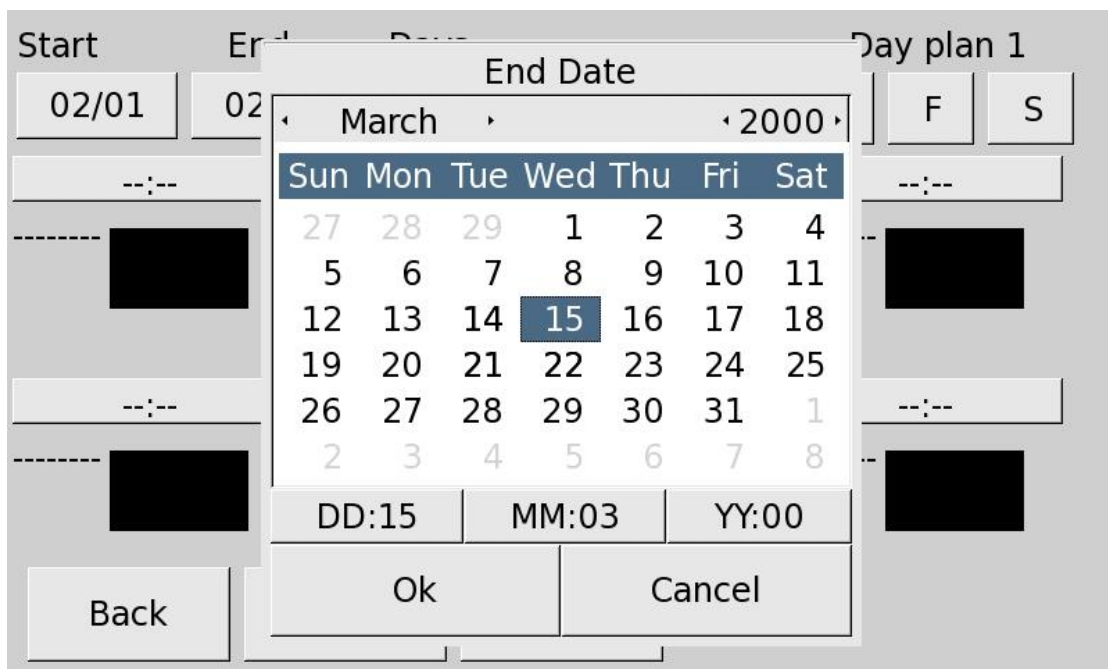 Start Day plan 1
End Date
02/01 02 F S
March 2000
Sun Mon Tue Wed Thu Fri Sat
--:-- --:--
27 28 29 1 2 3 4
-------- --
5 6 7 8 9 10 11
12 13 14 15 16 17 18
19 20 21 22 23 24 25
--:-- --:--
26 27 28 29 30 31 1
-------- --
2 3 4 5 6 7 8
DD:15 MM:03 YY:00
Ok Cancel
Back